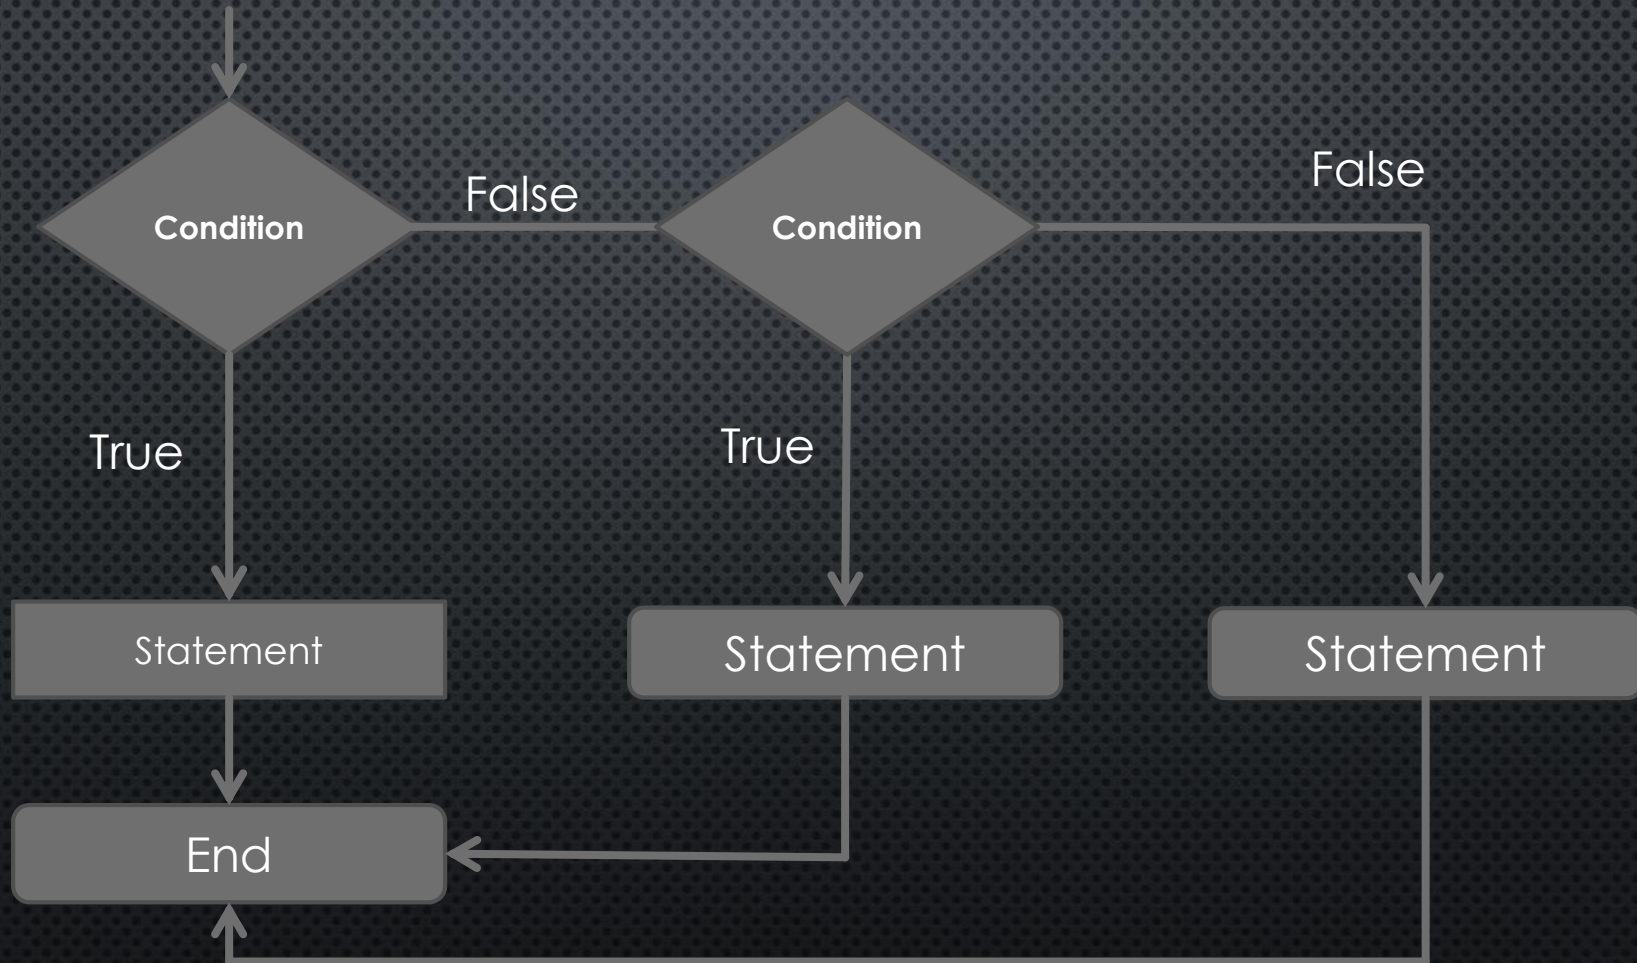 Condition
False
Condition
False
True
True
Statement
Statement
Statement
End